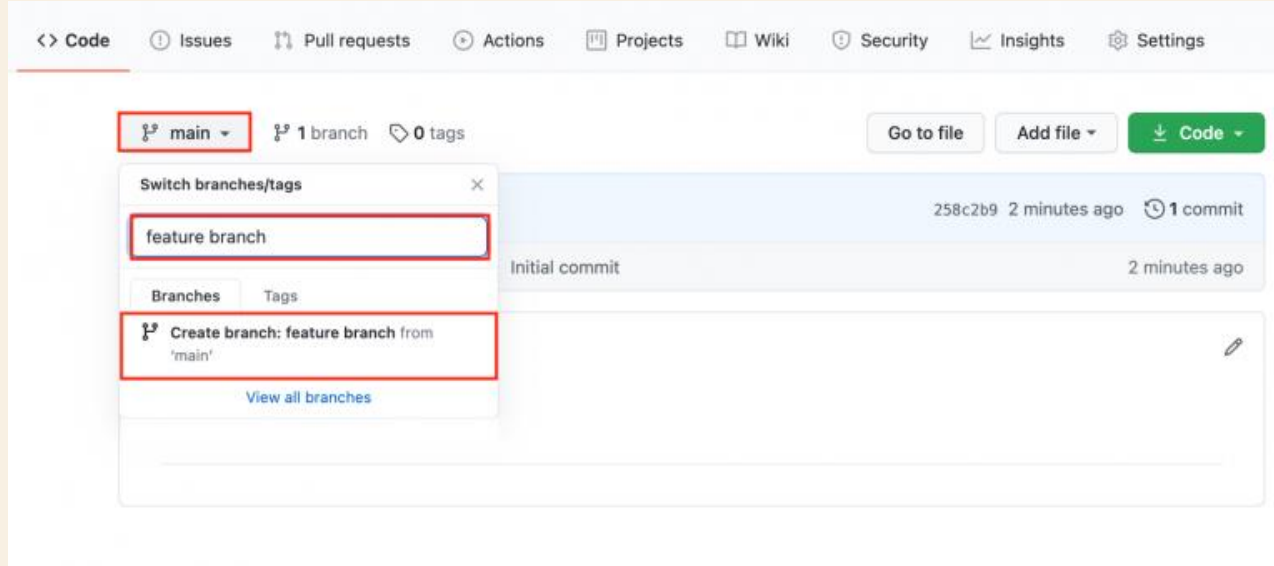 <> Code Issues Pull requests Actions Projects Wiki Security Insights Settings
main 1 branch 0 tags Go to file Add file Code
Switch branches/tags
258c2b9 2 minutes ago 1 commit
feature branch
Initial commit 2 minutes ago
Branches Tags
Create branch: feature branch from
'main'
View all branches